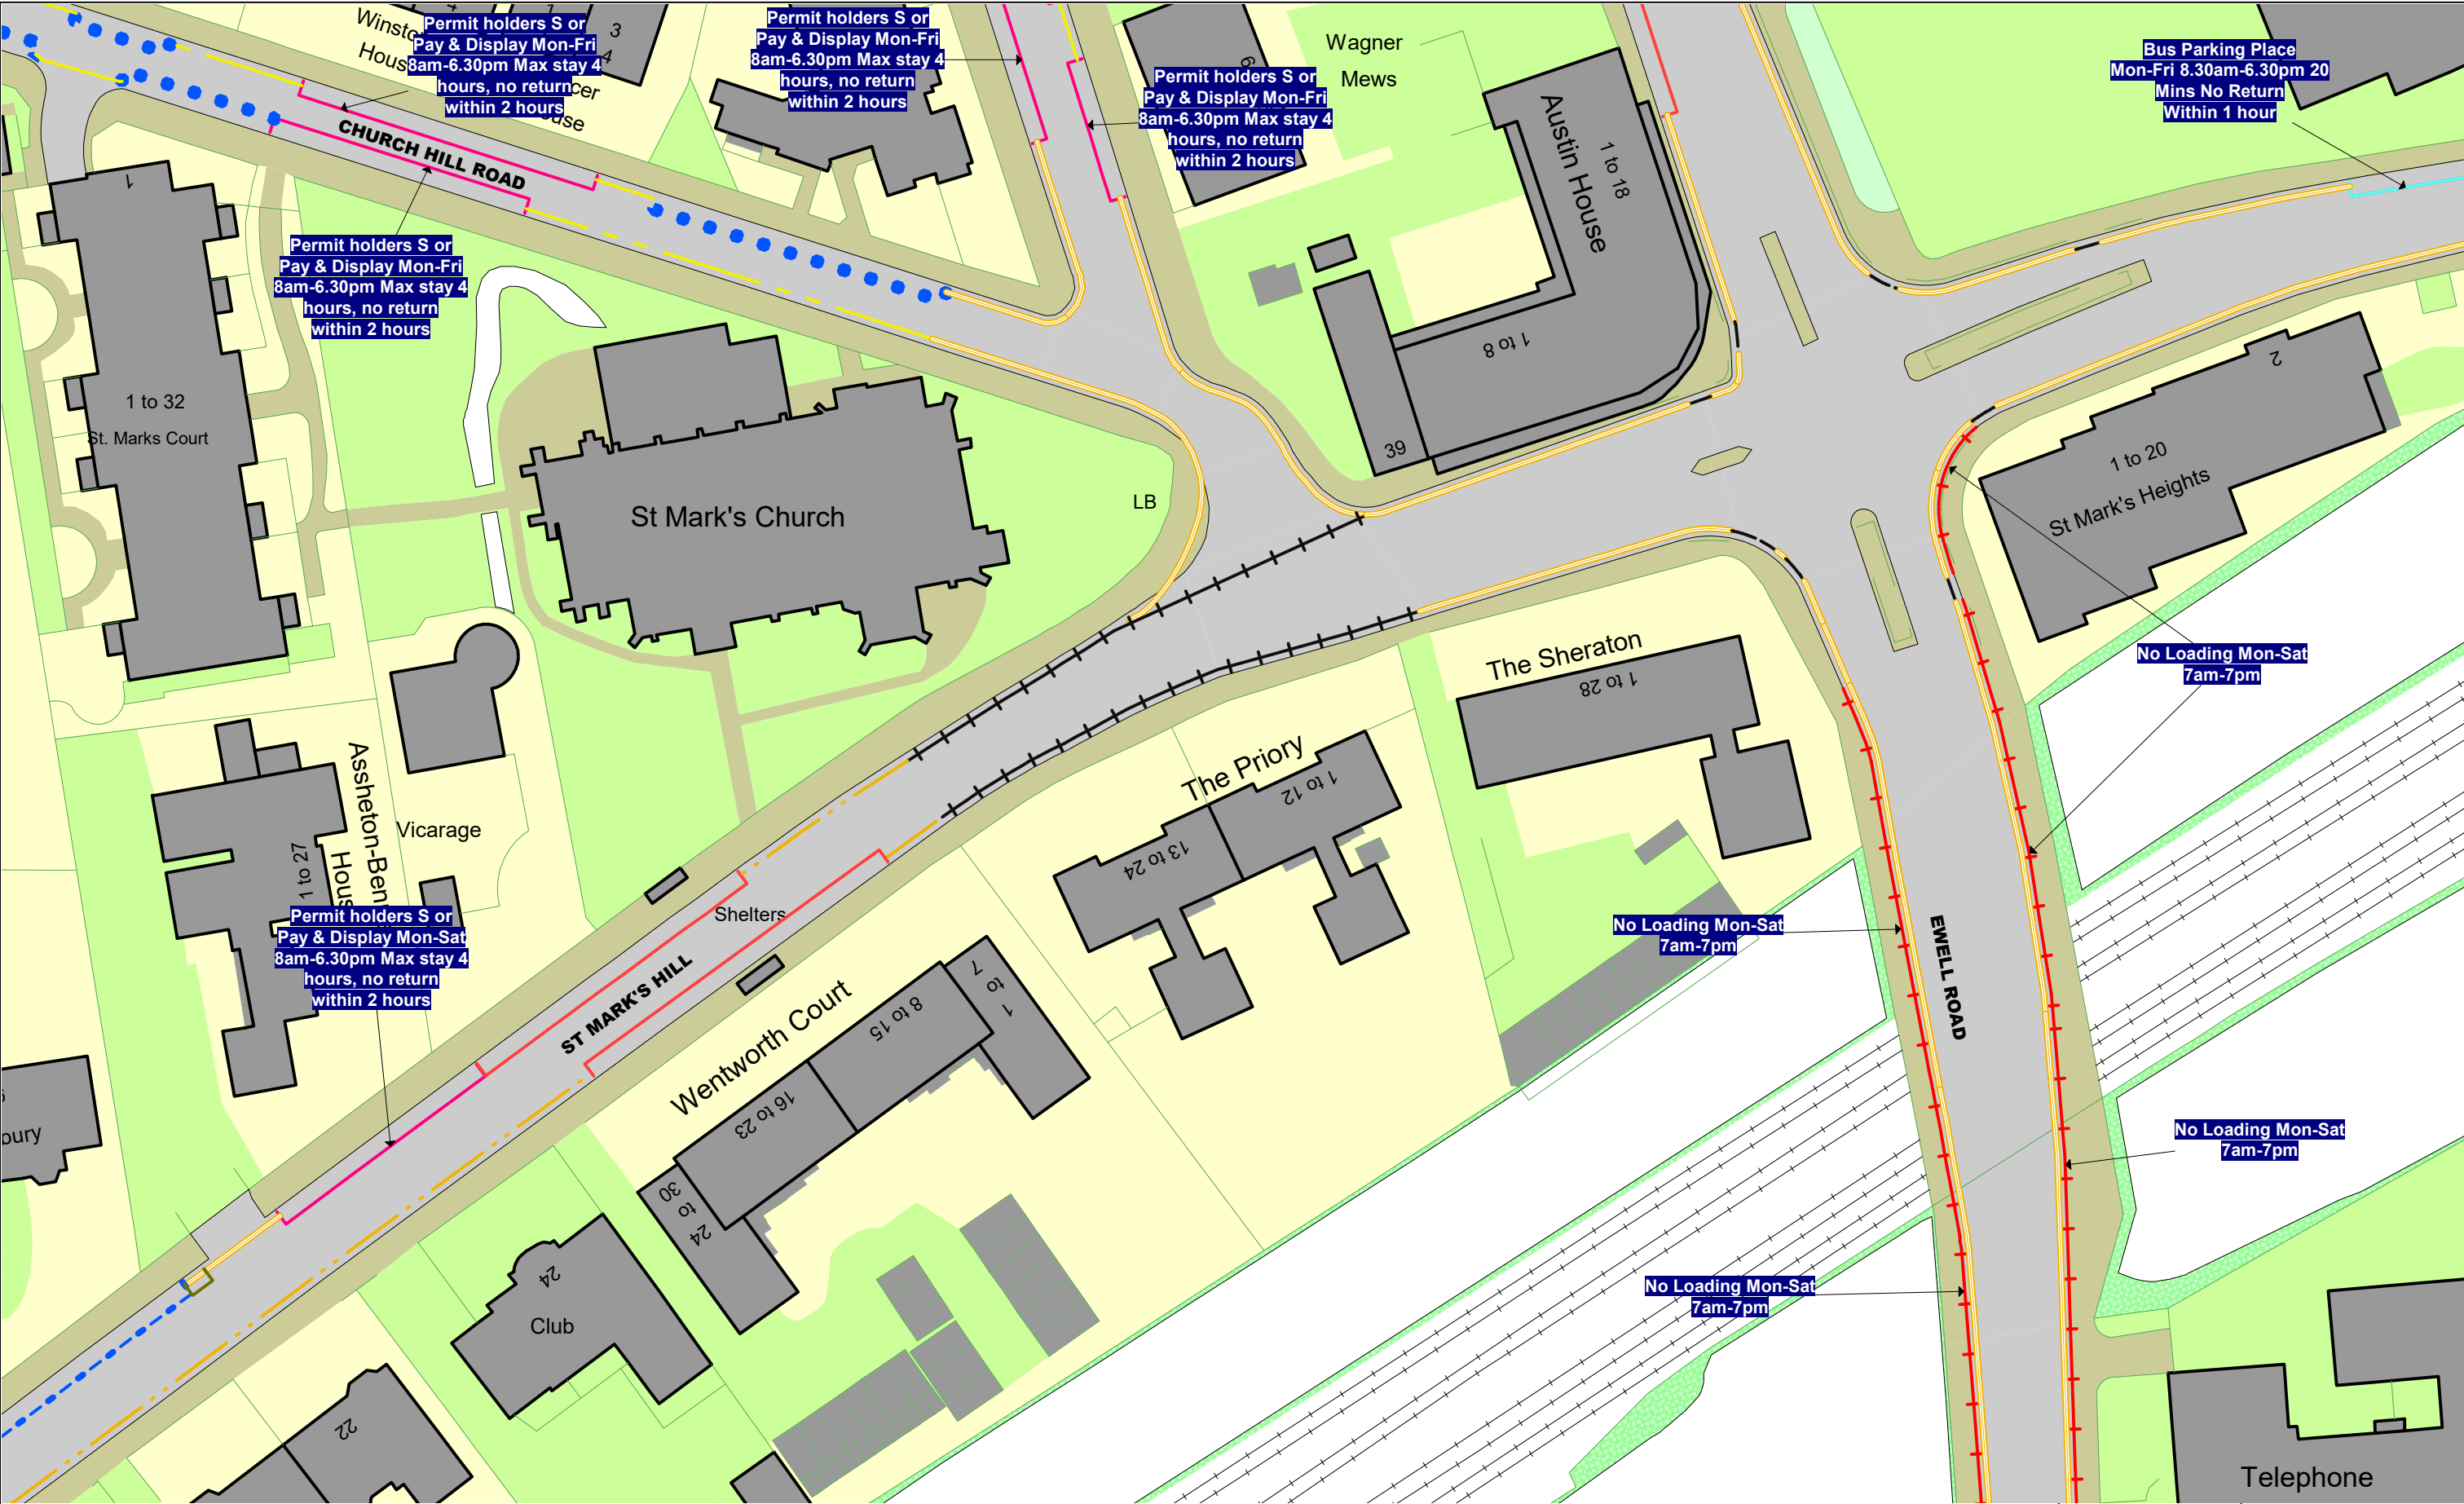 Permit holders S or
Pay & Display Mon-Fri
8am-6.30pm Max stay 4
hours, no return
within 2 hours
Permit holders S or
Pay & Display Mon-Fri
8am-6.30pm Max stay 4
hours, no return
within 2 hours
Permit holders S or
Pay & Display Mon-Fri
8am-6.30pm Max stay 4
hours, no return
within 2 hours
Wagner
Mews
Bus Parking Place
Mon-Fri 8.30am-6.30pm 20
Mins No Return
Within 1 hour
3
4
6
1
CHURCH HILL ROAD
Austin House
1 to 18
1 to 8
39
Permit holders S or
Pay & Display Mon-Fri
8am-6.30pm Max stay 4
hours, no return
within 2 hours
1 to 32
St. Marks Court
St Mark's Church
LB
2
1 to 20
St Mark's Heights
The Sheraton
1 to 28
No Loading Mon-Sat
7am-7pm
The Priory
1 to 12
13 to 24
Vicarage
1 to 27
Shelters
Permit holders S or
Pay & Display Mon-Sat
8am-6.30pm Max stay 4
hours, no return
within 2 hours
No Loading Mon-Sat
7am-7pm
EWELL ROAD
ST MARK'S HILL
Wentworth Court
1
to
7
8 to 15
16 to 23
24
to
30
No Loading Mon-Sat
7am-7pm
No Loading Mon-Sat
7am-7pm
24
Club
22
Telephone